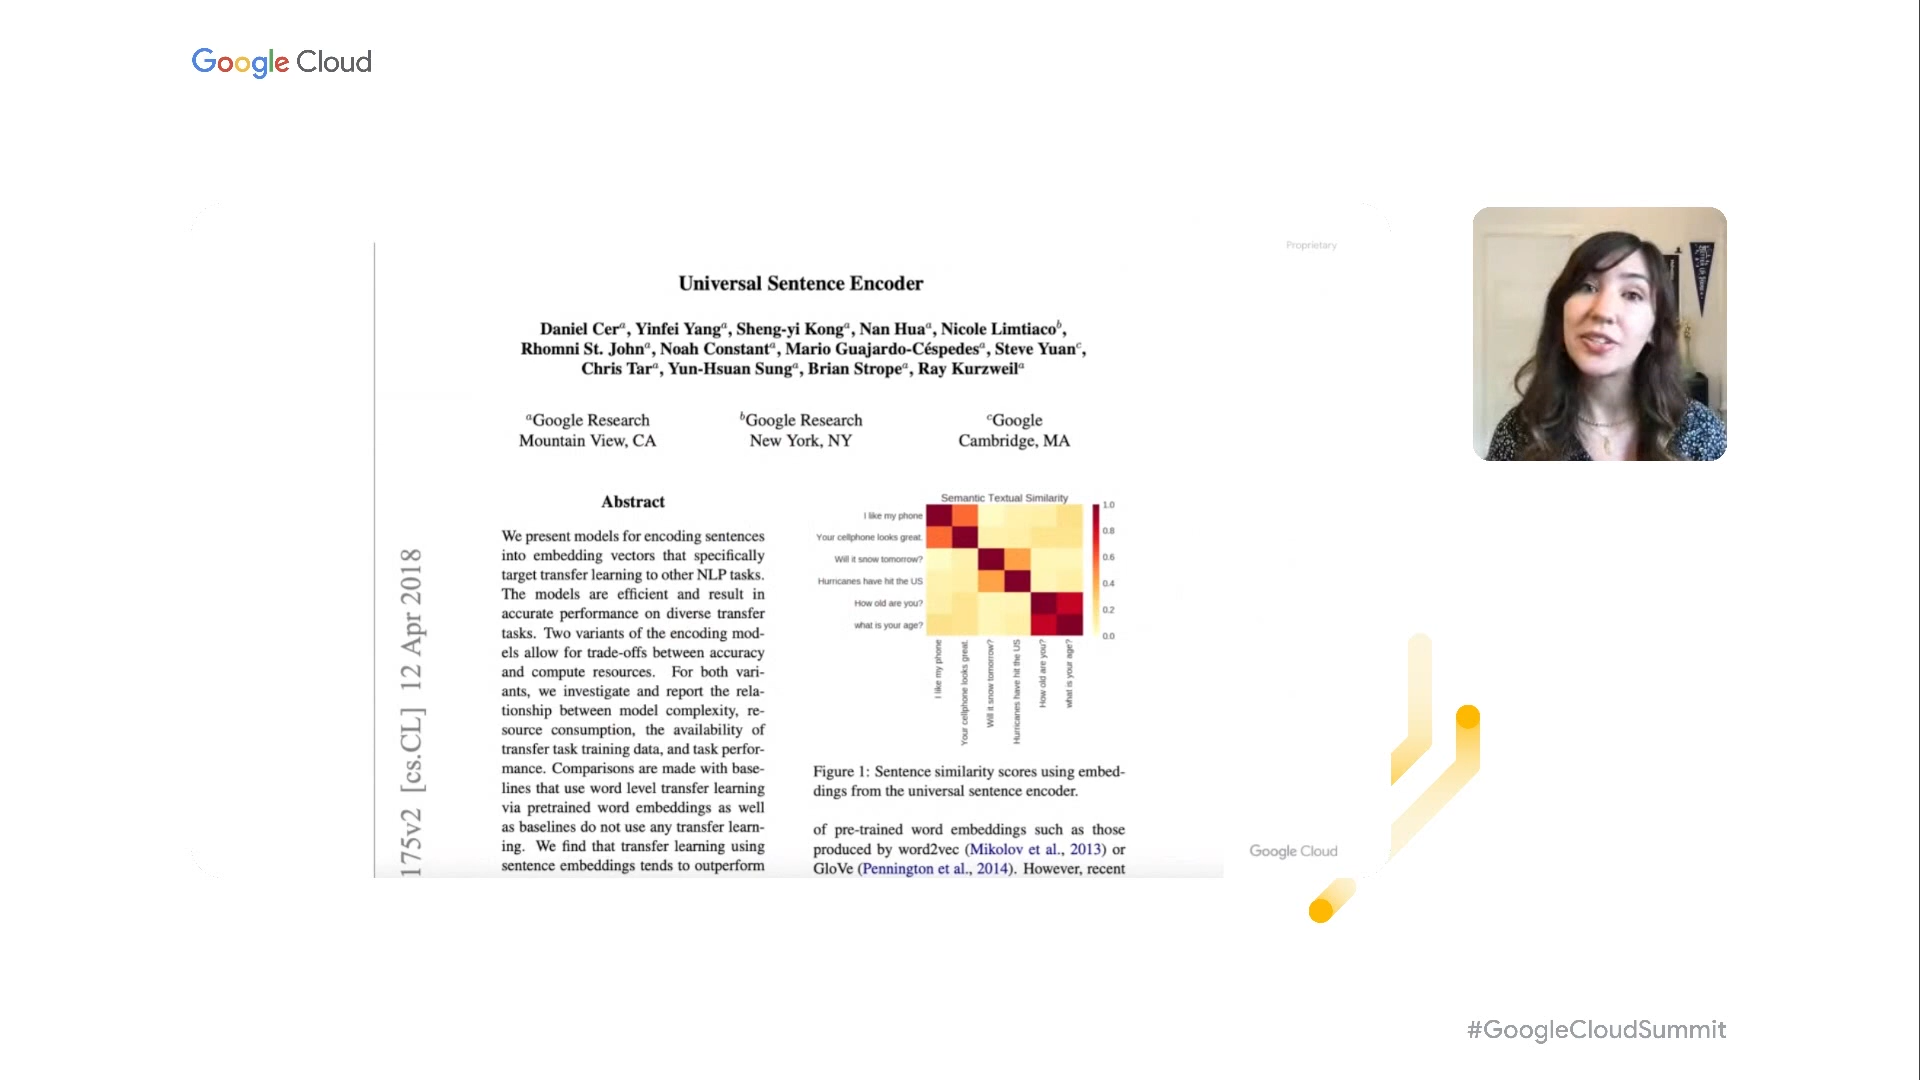 Google Cloud
Proprietary
Universal Sentence Encoder
Daniel Cerᵃ, Yinfei Yangᵃ, Sheng-yi Kongᵃ, Nan Huaᵃ, Nicole Limtiacoᵇ,
Rhomni St. Johnᵃ, Noah Constantᵃ, Mario Guajardo-Céspedesᵃ, Steve Yuanᶜ,
Chris Tarᵃ, Yun-Hsuan Sungᵃ, Brian Stropeᵃ, Ray Kurzweilᵃ
ᵃGoogle Research
Mountain View, CA
ᵇGoogle Research
New York, NY
ᶜGoogle
Cambridge, MA
175v2 [cs.CL] 12 Apr 2018
Abstract
We present models for encoding sentences
into embedding vectors that specifically
target transfer learning to other NLP tasks.
The models are efficient and result in
accurate performance on diverse transfer
tasks. Two variants of the encoding mod-
els allow for trade-offs between accuracy
and compute resources. For both vari-
ants, we investigate and report the rela-
tionship between model complexity, re-
source consumption, the availability of
transfer task training data, and task perfor-
mance. Comparisons are made with base-
lines that use word level transfer learning
via pretrained word embeddings as well
as baselines do not use any transfer learn-
ing. We find that transfer learning using
sentence embeddings tends to outperform
Semantic Textual Similarity
I like my phone
Your cellphone looks great.
Will it snow tomorrow?
Hurricanes have hit the US
How old are you?
what is your age?
I like my phone
Your cellphone looks great.
Will it snow tomorrow?
Hurricanes have hit the US
How old are you?
what is your age?
1.0
0.8
0.6
0.4
0.2
0.0
Figure 1: Sentence similarity scores using embed-
dings from the universal sentence encoder.
of pre-trained word embeddings such as those
produced by word2vec (Mikolov et al., 2013) or
GloVe (Pennington et al., 2014). However, recent
Google Cloud
#GoogleCloudSummit